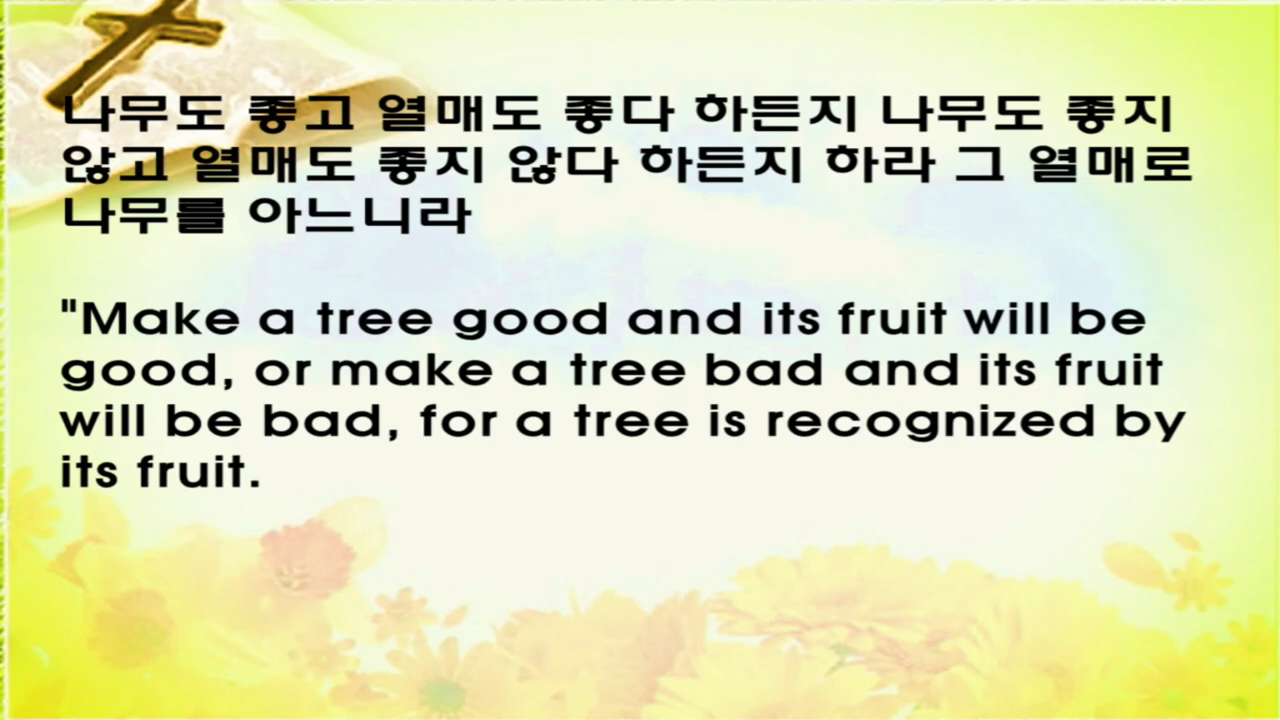 나무도 좋고 열매도 좋다 하든지 나무도 좋지
않고 열매도 좋지 않다 하든지 하라 그 열매로
나무를 아느니라
"Make a tree good and its fruit will be
good, or make a tree bad and its fruit
will be bad, for a tree is recognized by
its fruit.